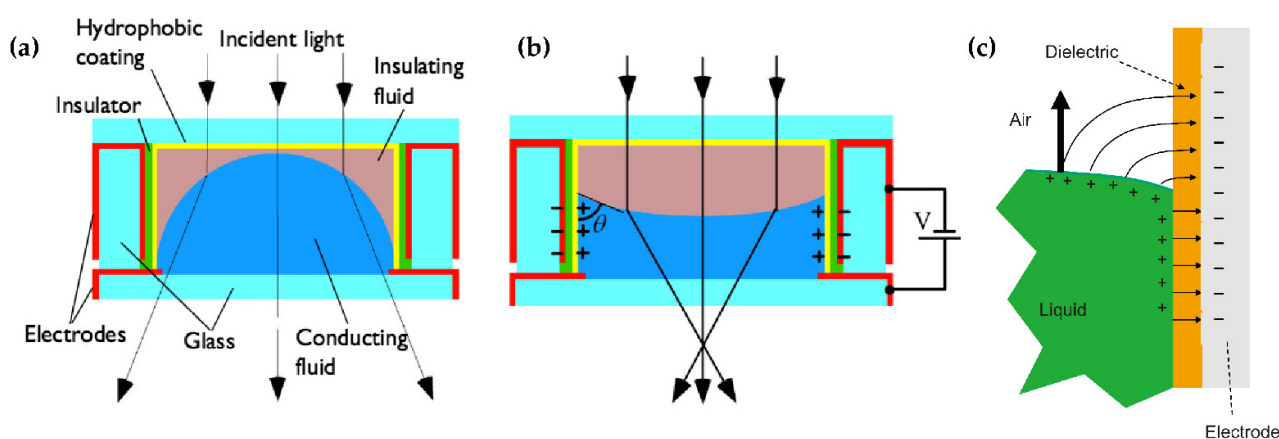 (a)
Hydrophobic
coating
Incident light
Insulating
fluid
Insulator
Electrodes
Glass
Conducting
fluid
(b)
θ
V
(c)
Dielectric
Air
Liquid
Electrode